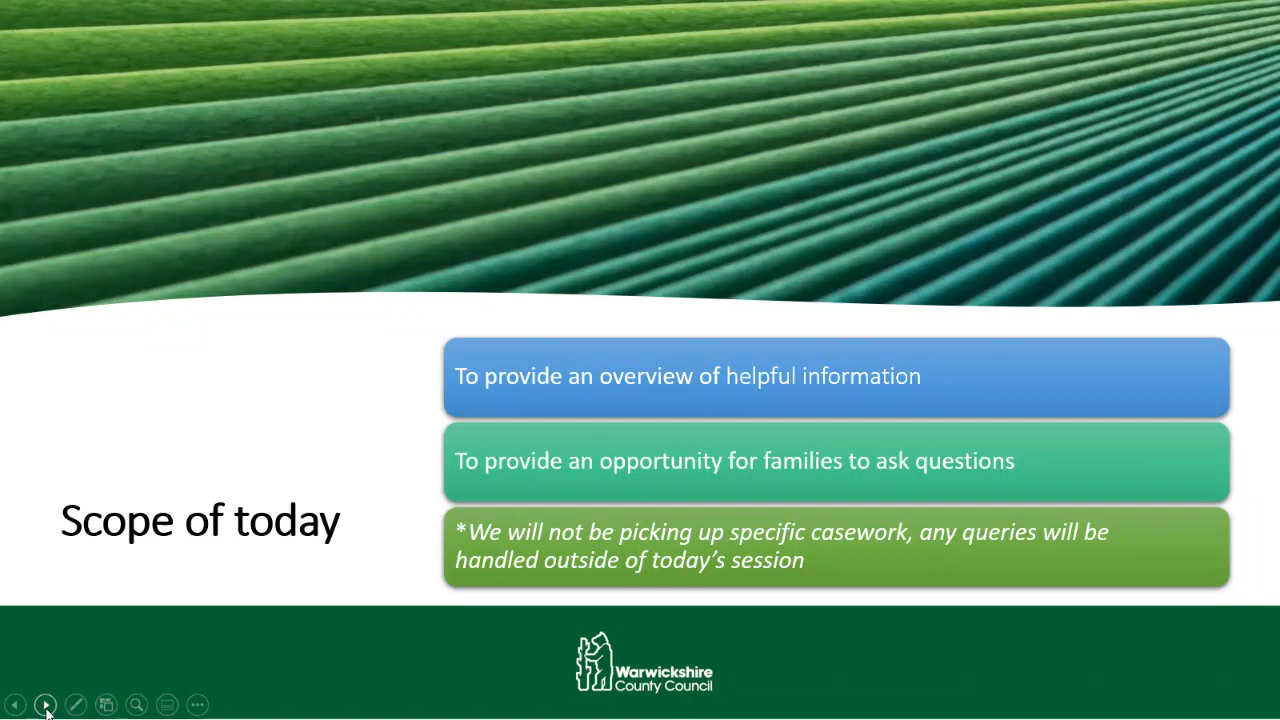 To provide an overview of helpful information
To provide an opportunity for families to ask questions
Scope of today
*We will not be picking up specific casework, any queries will be
handled outside of today's session
Warwickshire
County Council